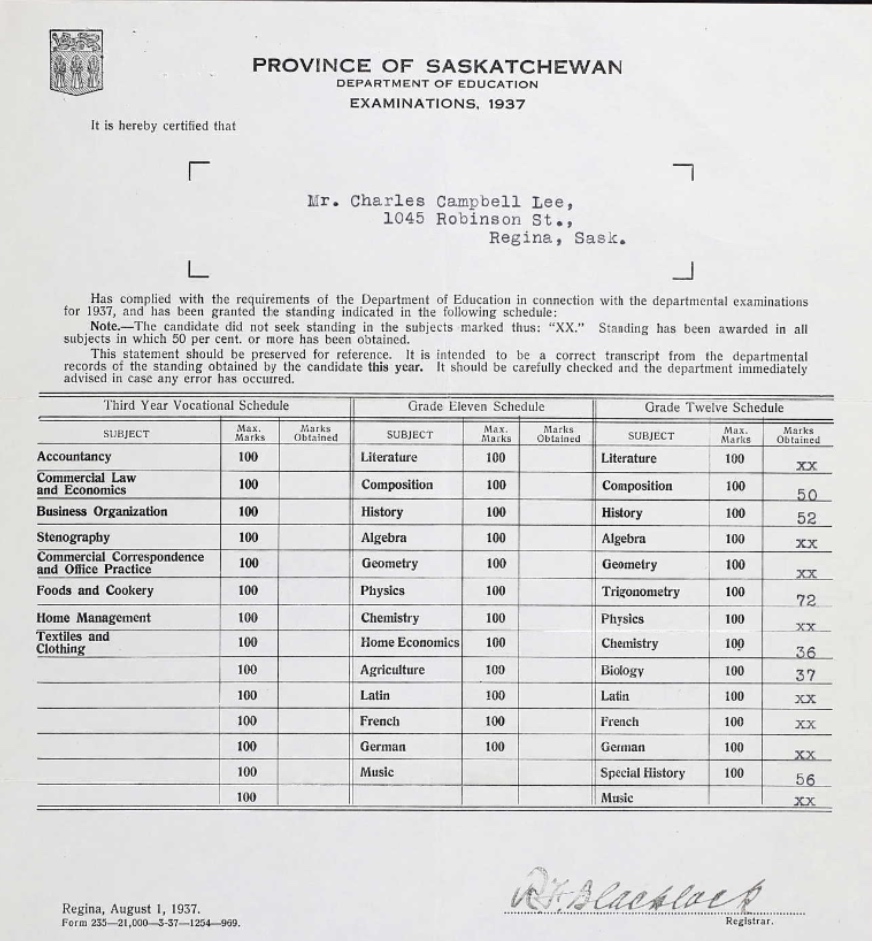 PROVINCE OF SASKATCHEWAN
DEPARTMENT OF EDUCATION
EXAMINATIONS, 1937
It is hereby certified that
Mr. Charles Campbell Lee,
1045 Robinson St.,
Regina, Sask.
Has complied with the requirements of the Department of Education in connection with the departmental examinations
for 1937, and has been granted the standing indicated in the following schedule:
Note.—The candidate did not seek standing in the subjects marked thus: "XX." Standing has been awarded in all
subjects in which 50 per cent. or more has been obtained.
This statement should be preserved for reference. It is intended to be a correct transcript from the departmental
records of the standing obtained by the candidate this year. It should be carefully checked and the department immediately
advised in case any error has occurred.
Third Year Vocational Schedule Grade Eleven Schedule Grade Twelve Schedule
SUBJECT Max. Marks Marks Obtained SUBJECT Max. Marks Marks Obtained SUBJECT Max. Marks Marks Obtained
Accountancy 100 Literature 100 Literature 100 XX
Commercial Law and Economics 100 Composition 100 Composition 100 50
Business Organization 100 History 100 History 100 52
Stenography 100 Algebra 100 Algebra 100 XX
Commercial Correspondence and Office Practice 100 Geometry 100 Geometry 100 XX
Foods and Cookery 100 Physics 100 Trigonometry 100 72
Home Management 100 Chemistry 100 Physics 100 XX
Textiles and Clothing 100 Home Economics 100 Chemistry 100 36
100 Agriculture 100 Biology 100 37
100 Latin 100 Latin 100 XX
100 French 100 French 100 XX
100 German 100 German 100 XX
100 Music Special History 100 56
100 Music XX
R.F. Blacklock
Regina, August 1, 1937.
Form 235—21,000—3-37—1254—969.
Registrar.